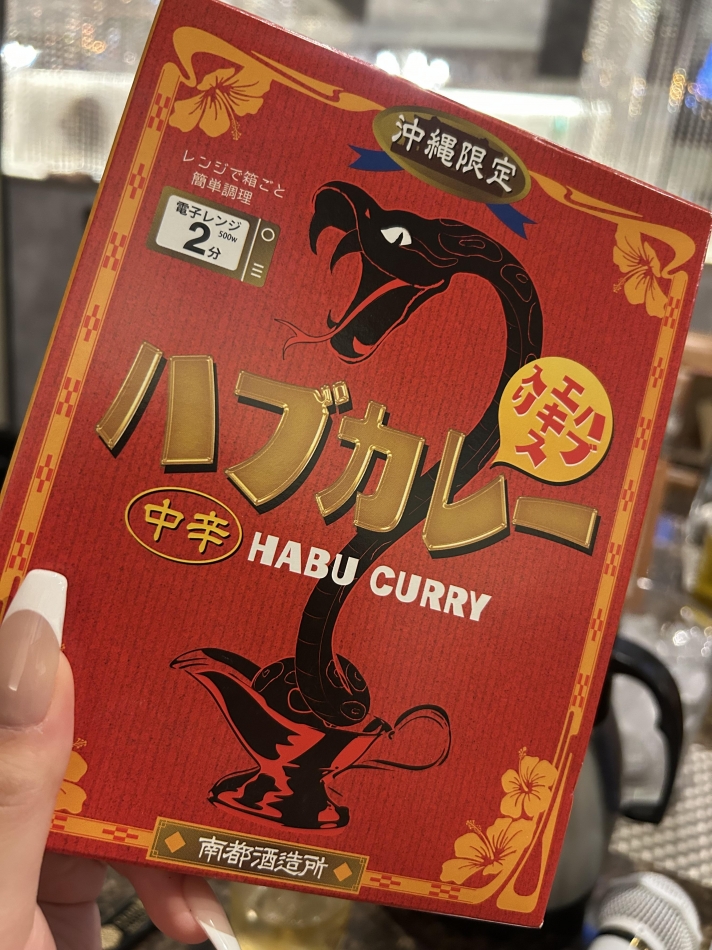 沖縄限定
レンジで箱ごと
簡単調理
電子レンジ
2分 500w
ハブカレー
ハブ
エキス
入り
中辛
HABU CURRY
南都酒造所